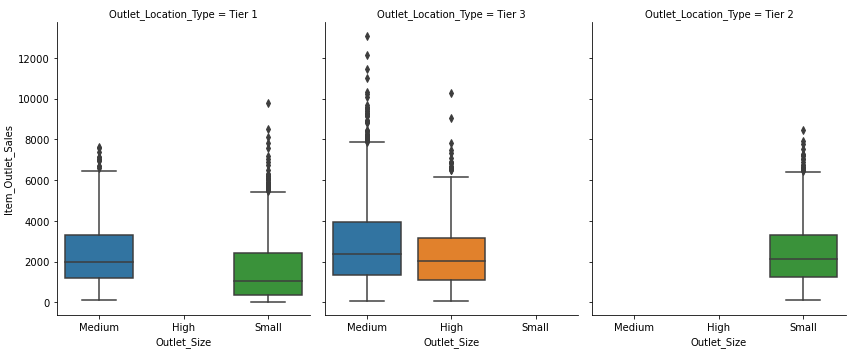 Outlet_Location_Type = Tier 1
Outlet_Location_Type = Tier 3
Outlet_Location_Type = Tier 2
Item_Outlet_Sales
12000
10000
8000
6000
4000
2000
0
Medium High Small
Medium High Small
Medium High Small
Outlet_Size
Outlet_Size
Outlet_Size